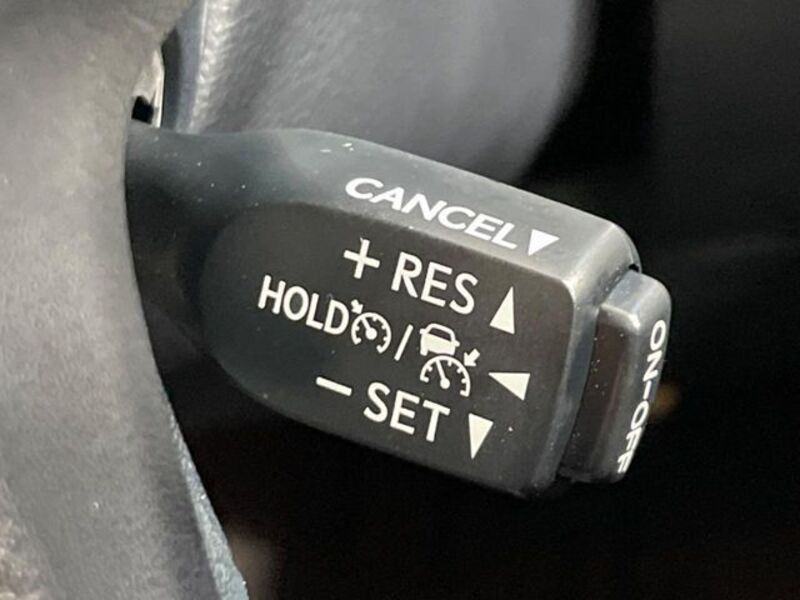 CANCEL▼
+ RES ▲
HOLD / ◀
− SET ▼
ON-OFF